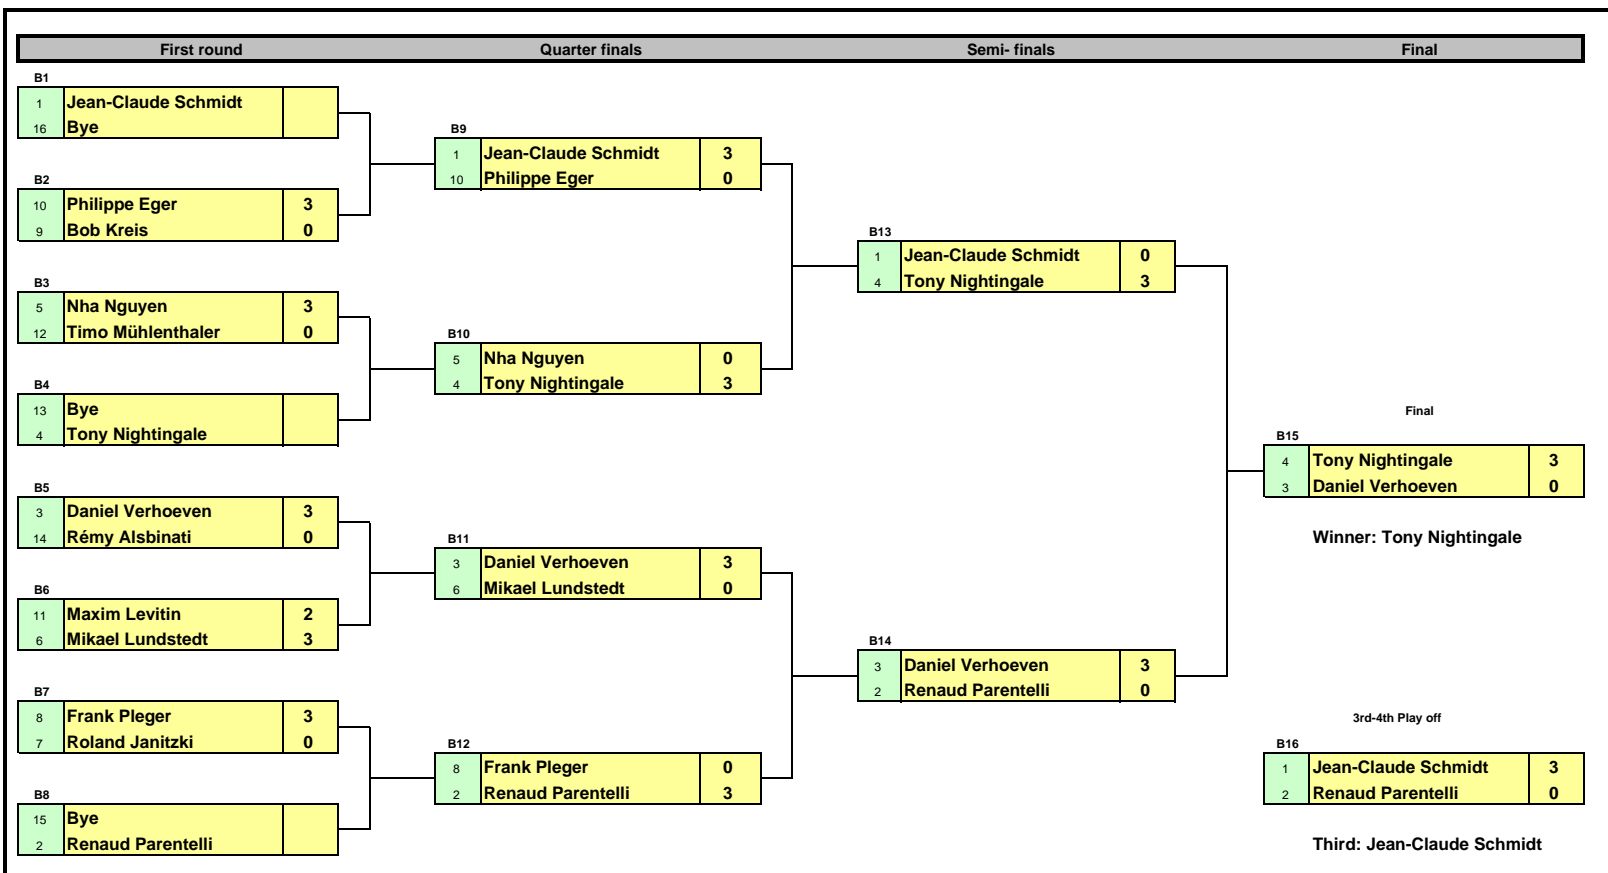 First round Quarter finals Semi- finals Final
B1
1 Jean-Claude Schmidt
16 Bye
B2
10 Philippe Eger 3
9 Bob Kreis 0
B3
5 Nha Nguyen 3
12 Timo Mühlenthaler 0
B4
13 Bye
4 Tony Nightingale
B5
3 Daniel Verhoeven 3
14 Rémy Alsbinati 0
B6
11 Maxim Levitin 2
6 Mikael Lundstedt 3
B7
8 Frank Pleger 3
7 Roland Janitzki 0
B8
15 Bye
2 Renaud Parentelli
B9
1 Jean-Claude Schmidt 3
10 Philippe Eger 0
B10
5 Nha Nguyen 0
4 Tony Nightingale 3
B11
3 Daniel Verhoeven 3
6 Mikael Lundstedt 0
B12
8 Frank Pleger 0
2 Renaud Parentelli 3
B13
1 Jean-Claude Schmidt 0
4 Tony Nightingale 3
B14
3 Daniel Verhoeven 3
2 Renaud Parentelli 0
Final
B15
4 Tony Nightingale 3
3 Daniel Verhoeven 0
Winner: Tony Nightingale
3rd-4th Play off
B16
1 Jean-Claude Schmidt 3
2 Renaud Parentelli 0
Third: Jean-Claude Schmidt